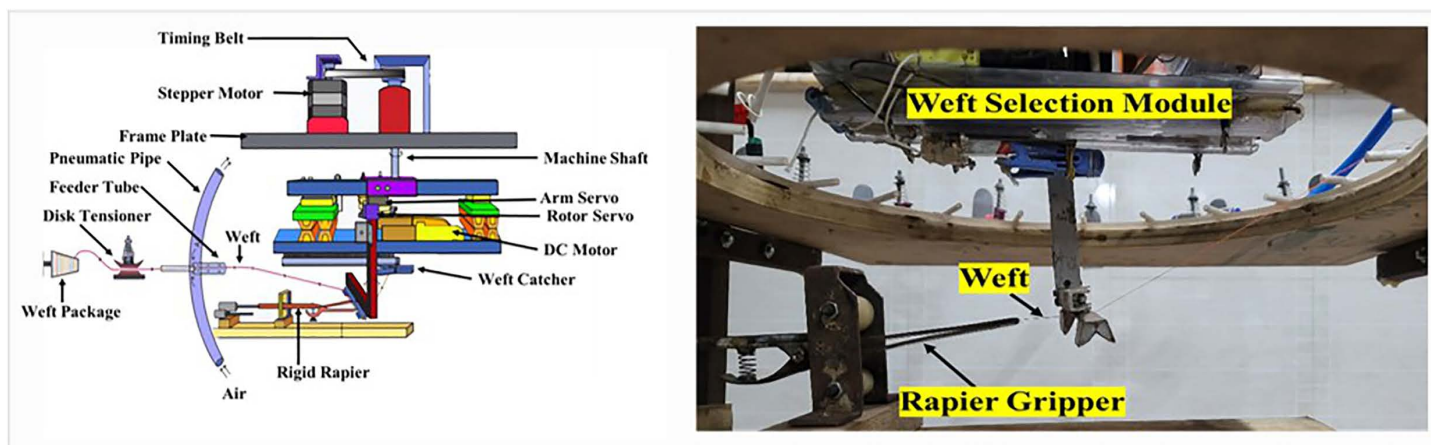 Timing Belt
Stepper Motor
Frame Plate
Pneumatic Pipe
Feeder Tube
Disk Tensioner
Weft
Weft Package
Machine Shaft
Arm Servo
Rotor Servo
DC Motor
Weft Catcher
Rigid Rapier
Air
Weft Selection Module
Weft
Rapier Gripper